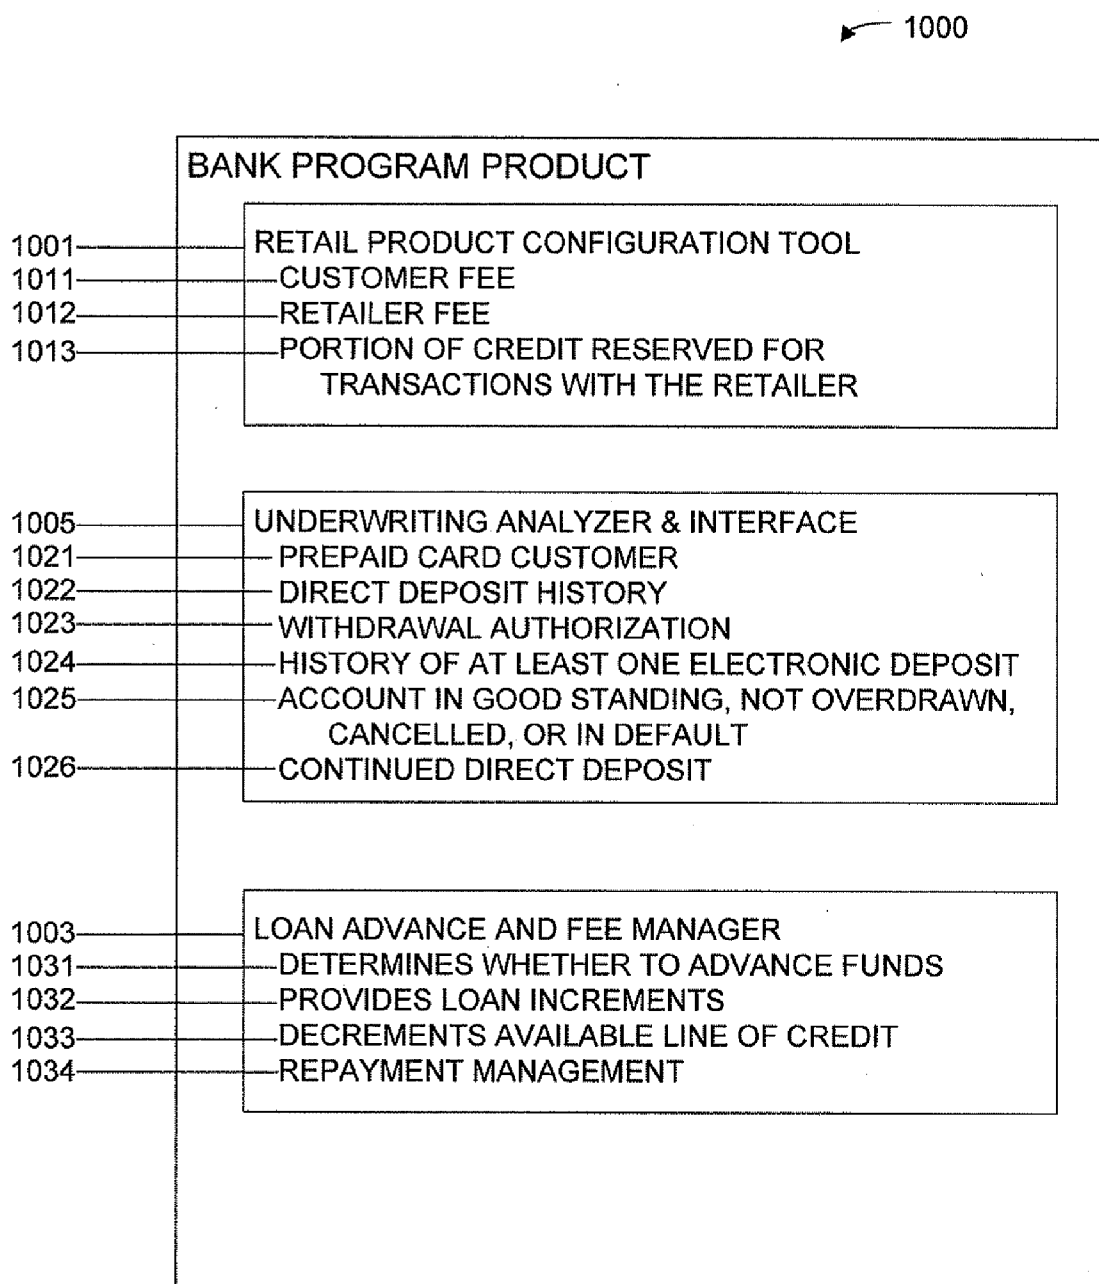 1000
BANK PROGRAM PRODUCT
1001 RETAIL PRODUCT CONFIGURATION TOOL
1011 CUSTOMER FEE
1012 RETAILER FEE
1013 PORTION OF CREDIT RESERVED FOR
TRANSACTIONS WITH THE RETAILER
1005 UNDERWRITING ANALYZER & INTERFACE
1021 PREPAID CARD CUSTOMER
1022 DIRECT DEPOSIT HISTORY
1023 WITHDRAWAL AUTHORIZATION
1024 HISTORY OF AT LEAST ONE ELECTRONIC DEPOSIT
1025 ACCOUNT IN GOOD STANDING, NOT OVERDRAWN,
CANCELLED, OR IN DEFAULT
1026 CONTINUED DIRECT DEPOSIT
1003 LOAN ADVANCE AND FEE MANAGER
1031 DETERMINES WHETHER TO ADVANCE FUNDS
1032 PROVIDES LOAN INCREMENTS
1033 DECREMENTS AVAILABLE LINE OF CREDIT
1034 REPAYMENT MANAGEMENT